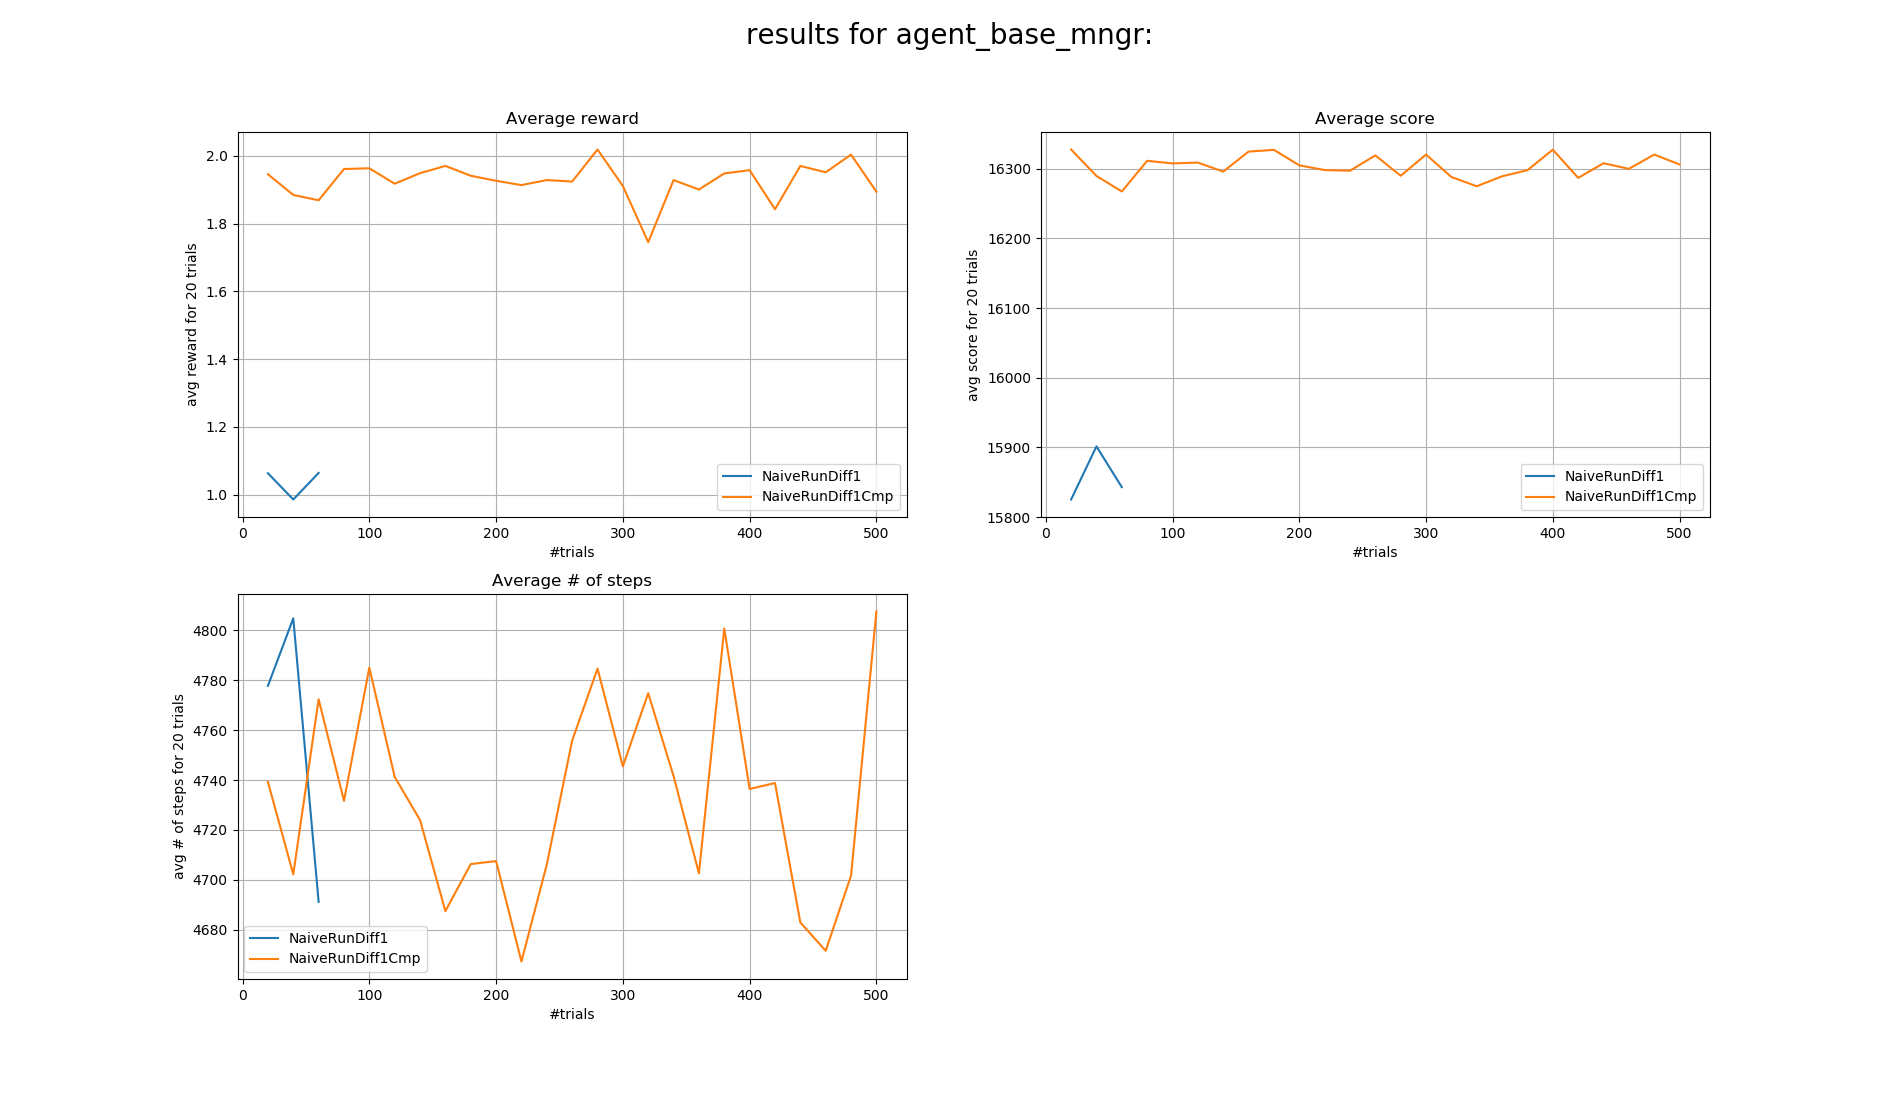 results for agent_base_mngr:
Average reward
avg reward for 20 trials
2.0
1.8
1.6
1.4
1.2
1.0
0 100 200 300 400 500
#trials
NaiveRunDiff1
NaiveRunDiff1Cmp
Average score
avg score for 20 trials
16300
16200
16100
16000
15900
15800
0 100 200 300 400 500
#trials
NaiveRunDiff1
NaiveRunDiff1Cmp
Average # of steps
avg # of steps for 20 trials
4800
4780
4760
4740
4720
4700
4680
0 100 200 300 400 500
#trials
NaiveRunDiff1
NaiveRunDiff1Cmp